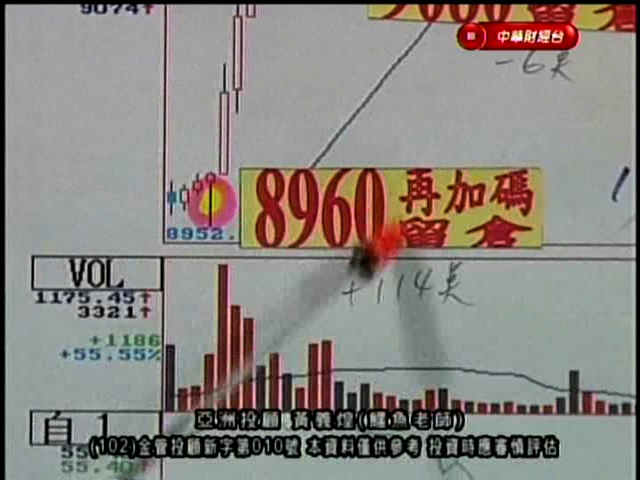 9074↑
中華財經台
-6天
8960 再加碼
留倉
8952.
VOL
+114天
1175.45↑
3321↑
+1186
+55.55%
自 1
亞洲投顧 黃義煌(鱷魚老師)
(102)金管投顧新字第010號 本資料僅供參考 投資時應審慎評估
55.40↑